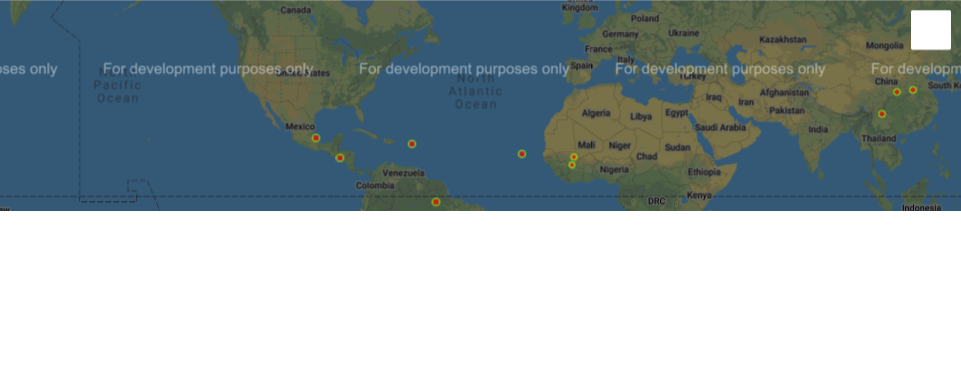 Canada
Kingdom
Poland
Germany
Ukraine
France
Kazakhstan
Mongolia
Spain
Italy
oses only
For development purposes only
For development purposes only
For development purposes only
For developm
United States
North
Pacific
Ocean
North
Atlantic
Ocean
Turkey
China
South K
Iraq
Iran
Afghanistan
Pakistan
Algeria
Libya
Egypt
Saudi Arabia
Mexico
India
Thailand
Mali
Niger
Chad
Sudan
Nigeria
Ethiopia
Venezuela
Colombia
DRC
Kenya
Indonesia